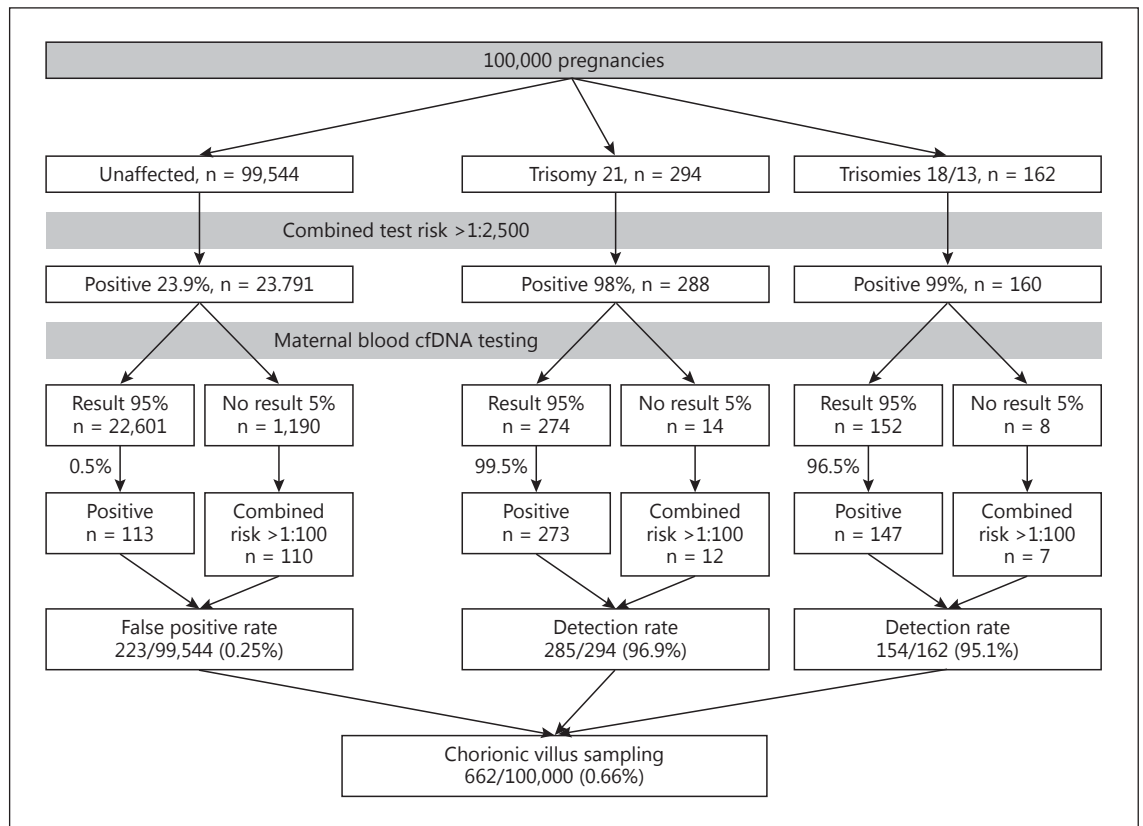 100,000 pregnancies
Unaffected, n = 99,544
Trisomy 21, n = 294
Trisomies 18/13, n = 162
Combined test risk >1:2,500
Positive 23.9%, n = 23.791
Positive 98%, n = 288
Positive 99%, n = 160
Maternal blood cfDNA testing
Result 95%
n = 22,601
No result 5%
n = 1,190
Result 95%
n = 274
No result 5%
n = 14
Result 95%
n = 152
No result 5%
n = 8
0.5%
99.5%
96.5%
Positive
n = 113
Combined
risk >1:100
n = 110
Positive
n = 273
Combined
risk >1:100
n = 12
Positive
n = 147
Combined
risk >1:100
n = 7
False positive rate
223/99,544 (0.25%)
Detection rate
285/294 (96.9%)
Detection rate
154/162 (95.1%)
Chorionic villus sampling
662/100,000 (0.66%)